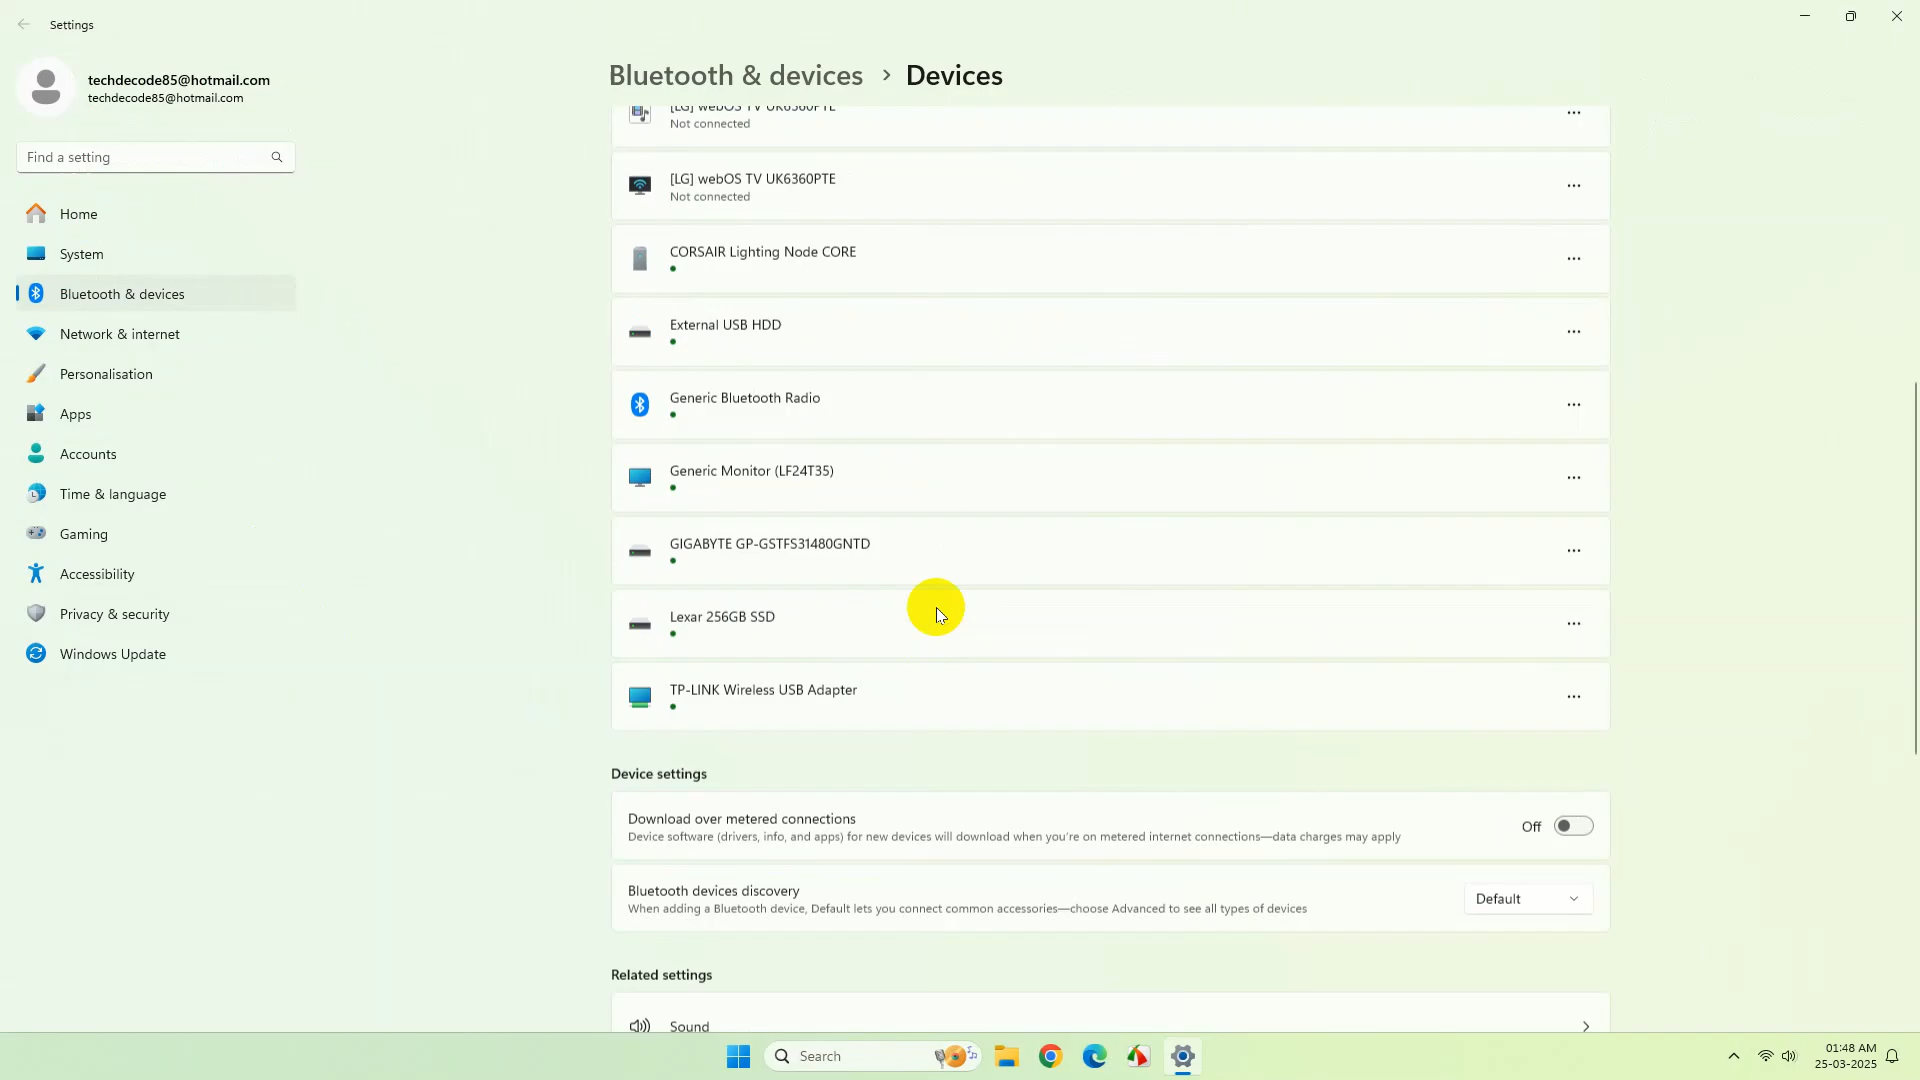 Settings
techdecode85@hotmail.com
techdecode85@hotmail.com
Find a setting
Home
System
Bluetooth & devices
Network & internet
Personalisation
Apps
Accounts
Time & language
Gaming
Accessibility
Privacy & security
Windows Update
Bluetooth & devices > Devices
[LG] webOS TV UK6360PTE
Not connected
[LG] webOS TV UK6360PTE
Not connected
CORSAIR Lighting Node CORE
External USB HDD
Generic Bluetooth Radio
Generic Monitor (LF24T35)
GIGABYTE GP-GSTFS31480GNTD
Lexar 256GB SSD
TP-LINK Wireless USB Adapter
Device settings
Download over metered connections
Off
Device software (drivers, info, and apps) for new devices will download when you're on metered internet connections—data charges may apply
Bluetooth devices discovery
Default
When adding a Bluetooth device, Default lets you connect common accessories—choose Advanced to see all types of devices
Related settings
Sound
Search
01:48 AM
25-03-2025